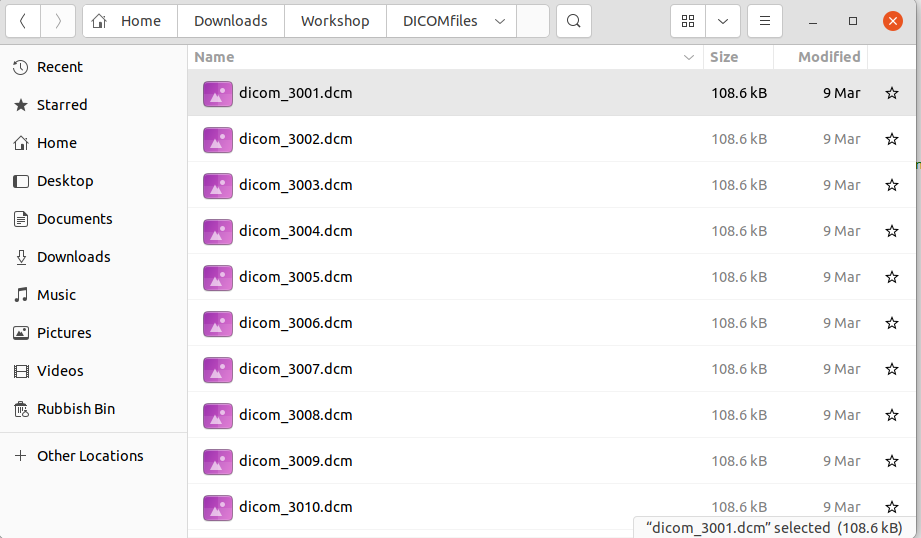 Home Downloads Workshop DICOMfiles
Name Size Modified
Recent
Starred
Home
Desktop
Documents
Downloads
Music
Pictures
Videos
Rubbish Bin
Other Locations
dicom_3001.dcm 108.6 kB 9 Mar
dicom_3002.dcm 108.6 kB 9 Mar
dicom_3003.dcm 108.6 kB 9 Mar
dicom_3004.dcm 108.6 kB 9 Mar
dicom_3005.dcm 108.6 kB 9 Mar
dicom_3006.dcm 108.6 kB 9 Mar
dicom_3007.dcm 108.6 kB 9 Mar
dicom_3008.dcm 108.6 kB 9 Mar
dicom_3009.dcm 108.6 kB 9 Mar
dicom_3010.dcm 108.6 kB 9 Mar
“dicom_3001.dcm” selected (108.6 kB)